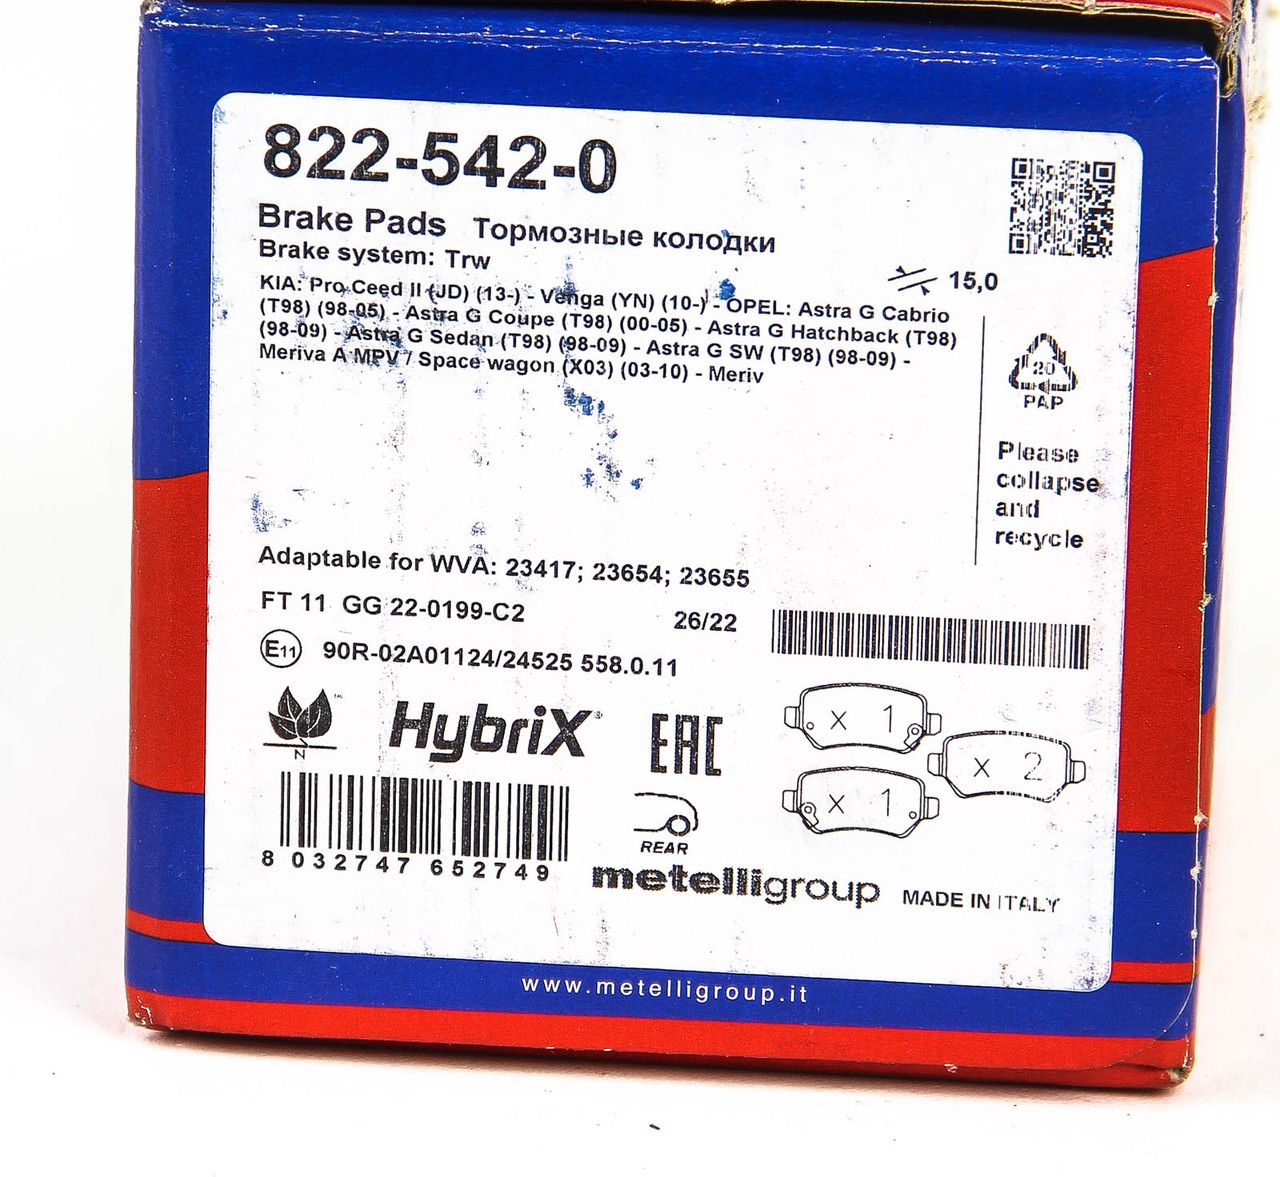 822-542-0
Brake Pads Тормозные колодки
Brake system: Trw
15,0
KIA: Pro Ceed II (JD) (13-) - Venga (YN) (10-) - OPEL: Astra G Cabrio
(T98) (98-05) - Astra G Coupe (T98) (00-05) - Astra G Hatchback (T98)
(98-09) - Astra G Sedan (T98) (98-09) - Astra G SW (T98) (98-09) -
Meriva A MPV / Space wagon (X03) (03-10) - Meriv
20
PAP
Please
collapse
and
recycle
Adaptable for WVA: 23417; 23654; 23655
FT 11 GG 22-0199-C2 26/22
E11 90R-02A01124/24525 558.0.11
N
™
HybriX®
EAC
x 1
x 2
x 1
8 032747 652749
REAR
metelligroup MADE IN ITALY
www.metelligroup.it